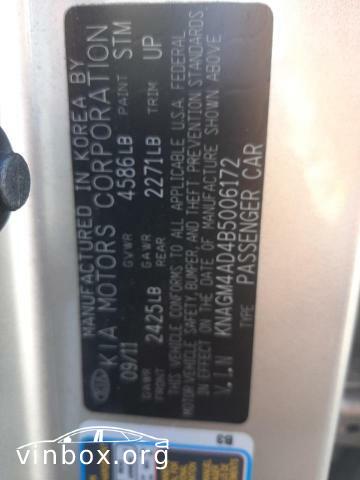 MANUFACTURED IN KOREA BY
KIA KIA MOTORS CORPORATION
09/11 GVWR 4586LB PAINT STM
GAWR FRONT 2425LB GAWR REAR 2271LB TRIM UP
THIS VEHICLE CONFORMS TO ALL APPLICABLE U.S.A. FEDERAL
MOTOR VEHICLE SAFETY, BUMPER, AND THEFT PREVENTION STANDARDS
IN EFFECT ON THE DATE OF MANUFACTURE SHOWN ABOVE
V.I.N KNAGM4AD4B5006172
TYPE PASSENGER CAR
B3
vinbox.org